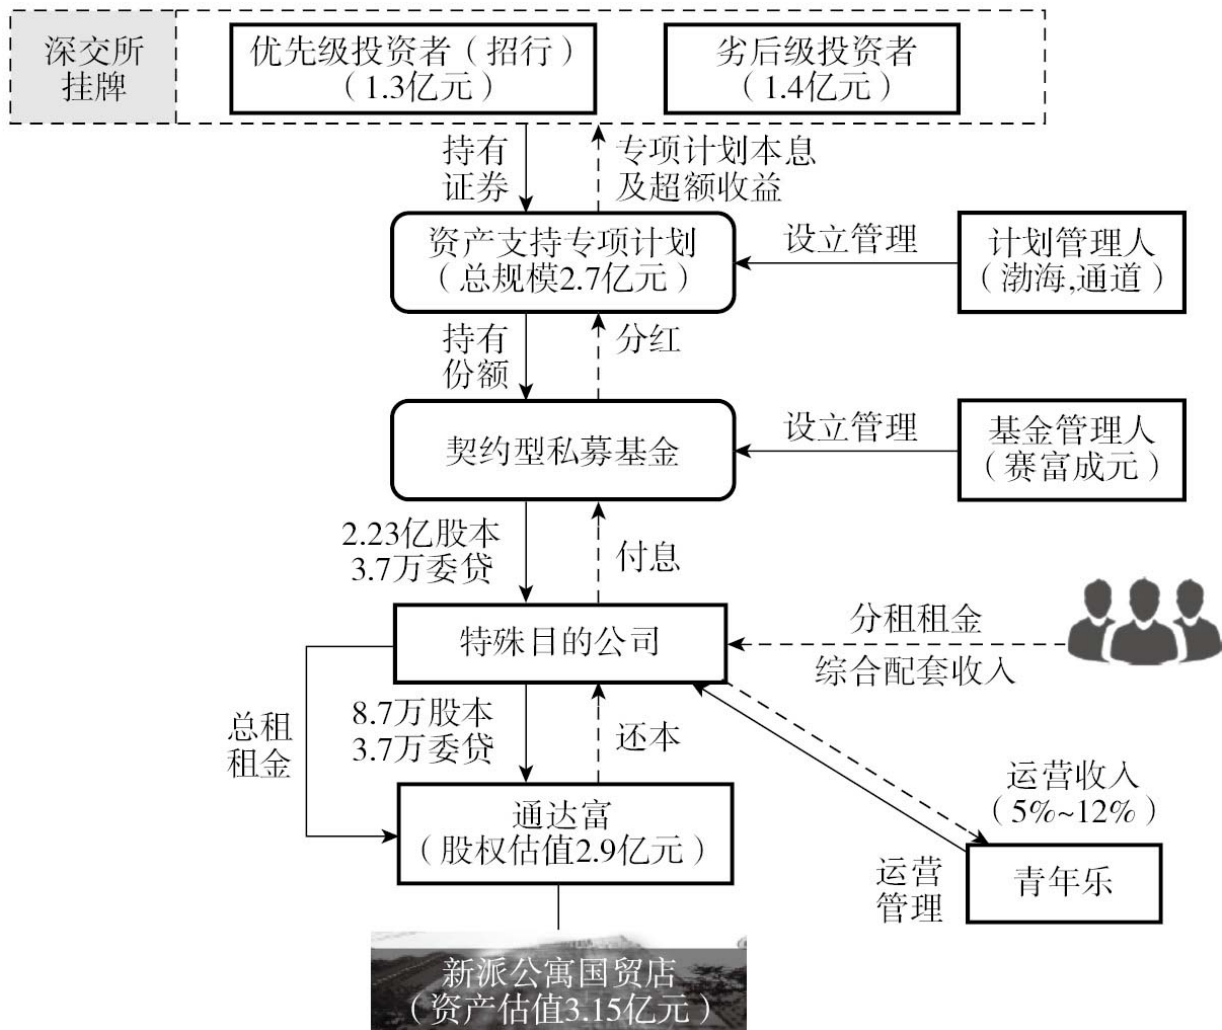 深交所
挂牌
优先级投资者（招行）
（1.3亿元）
劣后级投资者
（1.4亿元）
持有
证券
专项计划本息
及超额收益
资产支持专项计划
（总规模2.7亿元）
设立管理
计划管理人
（渤海,通道）
持有
份额
分红
契约型私募基金
设立管理
基金管理人
（赛富成元）
2.23亿股本
3.7万委贷
付息
特殊目的公司
分租租金
综合配套收入
总租
租金
8.7万股本
3.7万委贷
还本
运营收入
（5%~12%）
通达富
（股权估值2.9亿元）
运营
管理
青年乐
新派公寓国贸店
（资产估值3.15亿元）